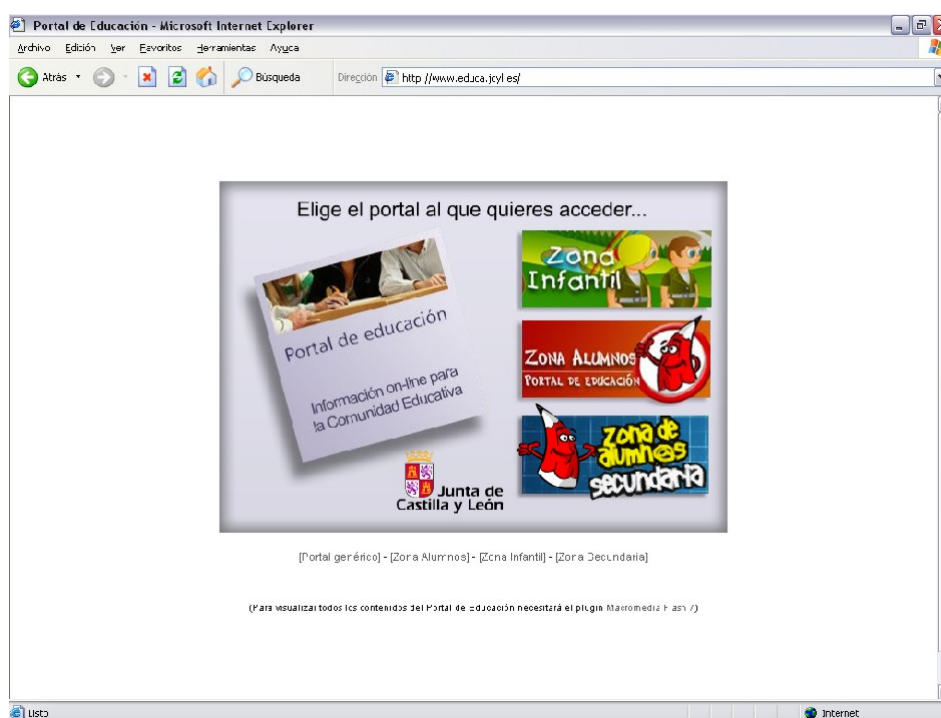 Portal de Educación - Microsoft Internet Explorer
Archivo Edición Ver Favoritos Herramientas Ayuda
Atrás Búsqueda Dirección http://www.educa.jcyl.es/
Elige el portal al que quieres acceder...
Portal de educación
Información on-line para
la Comunidad Educativa
Zona
Infantil
ZONA ALUMNOS
PORTAL DE EDUCACIÓN
zona de
alumn@s
secundaria
Junta de
Castilla y León
[Portal genérico] - [Zona Alumnos] - [Zona Infantil] - [Zona Secundaria]
(Para visualizar todos los contenidos del Portal de Educación necesitará el plugin Macromedia Flash 7)
Listo Internet